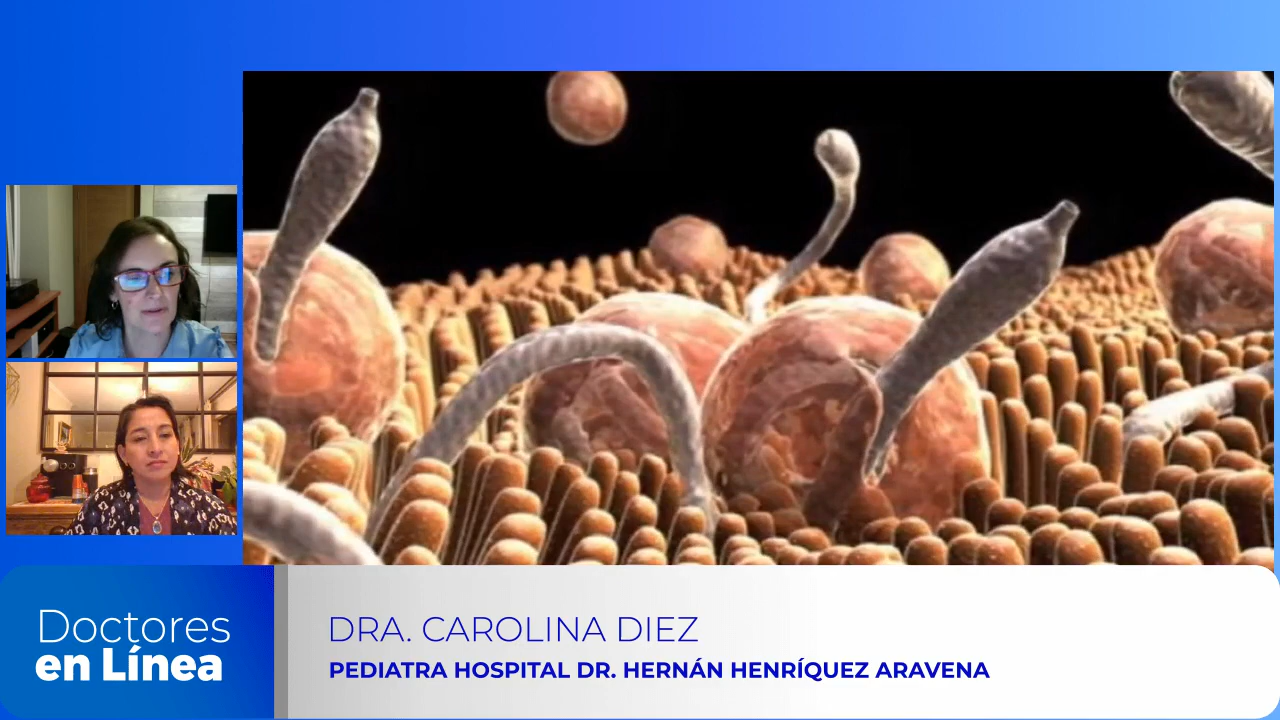 Doctores
en Línea
DRA. CAROLINA DIEZ
PEDIATRA HOSPITAL DR. HERNÁN HENRÍQUEZ ARAVENA